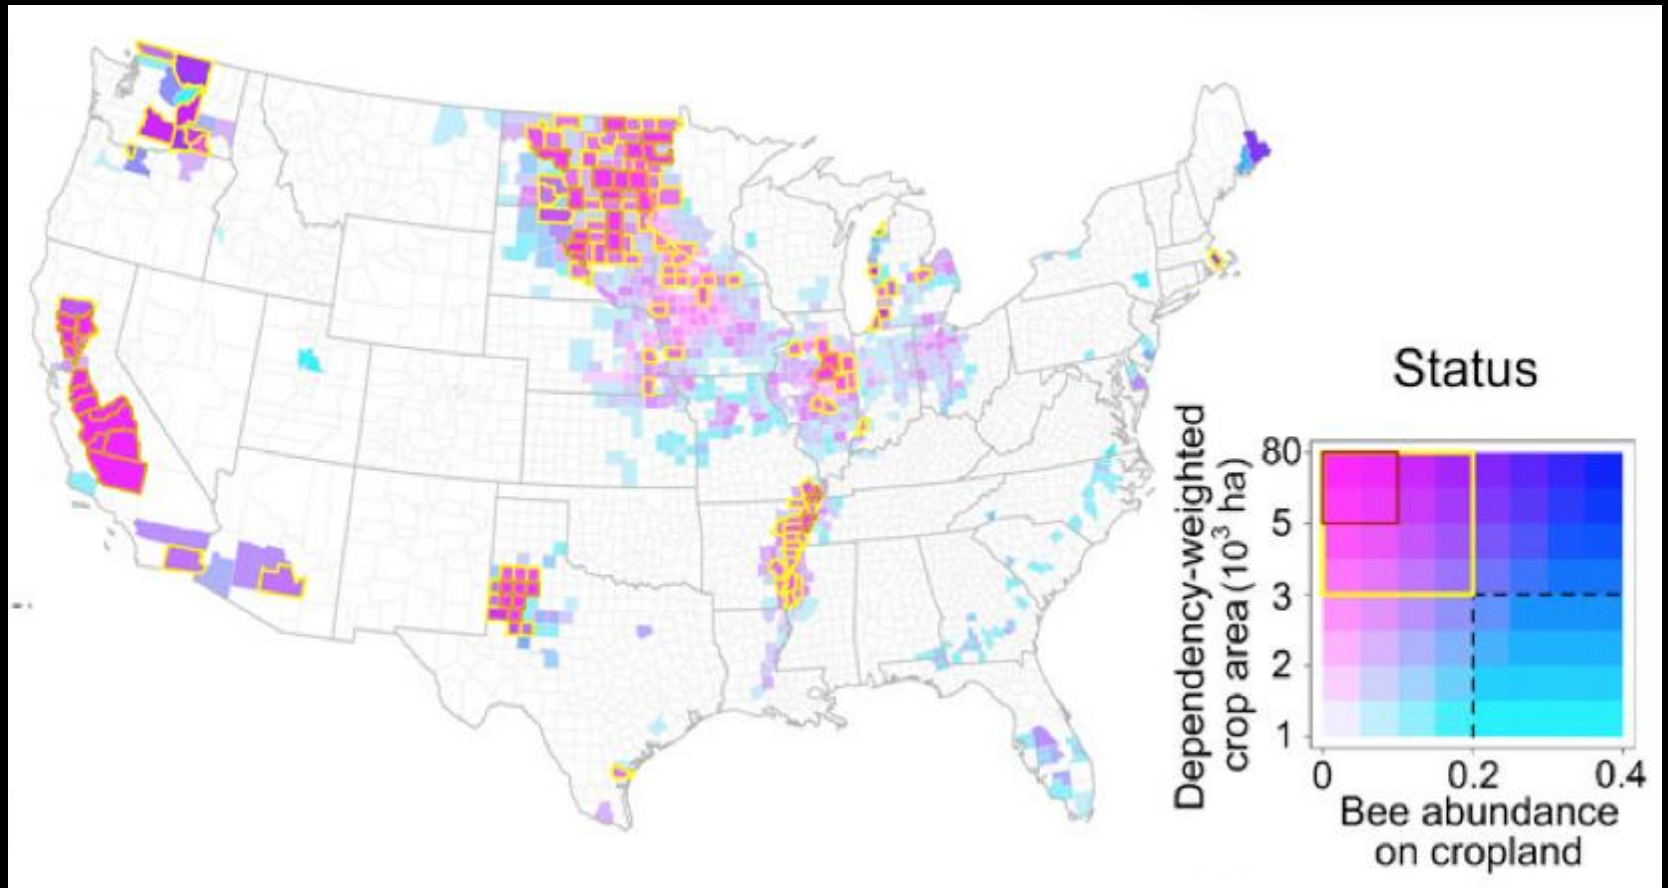 Status
Dependency-weighted
crop area (10³ ha)
80
5
3
2
1
0
0.2
0.4
Bee abundance
on cropland